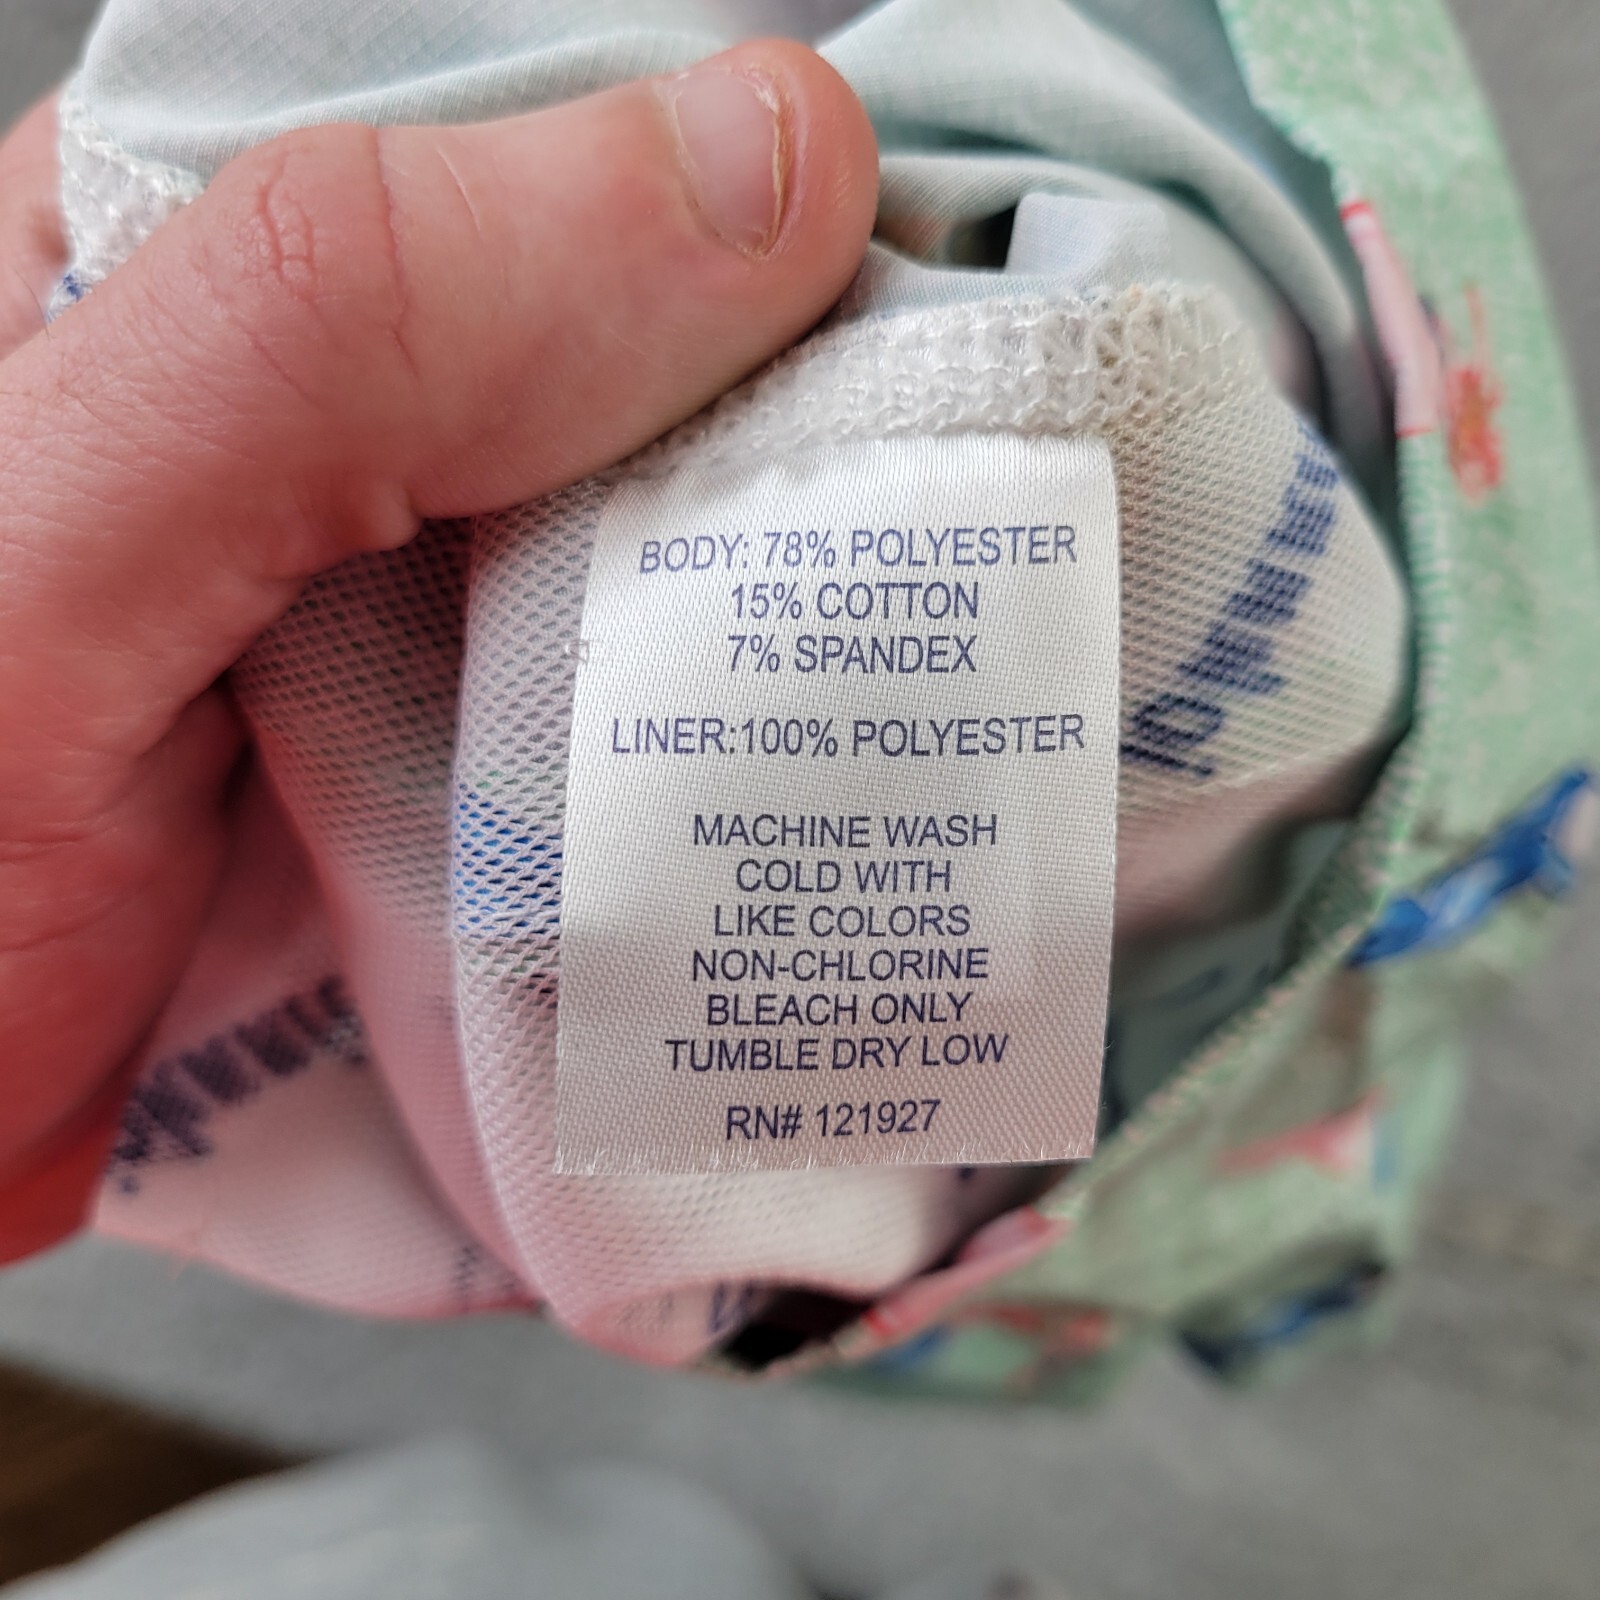 BODY: 78% POLYESTER
15% COTTON
7% SPANDEX
LINER:100% POLYESTER
MACHINE WASH
COLD WITH
LIKE COLORS
NON-CHLORINE
BLEACH ONLY
TUMBLE DRY LOW
RN# 121927